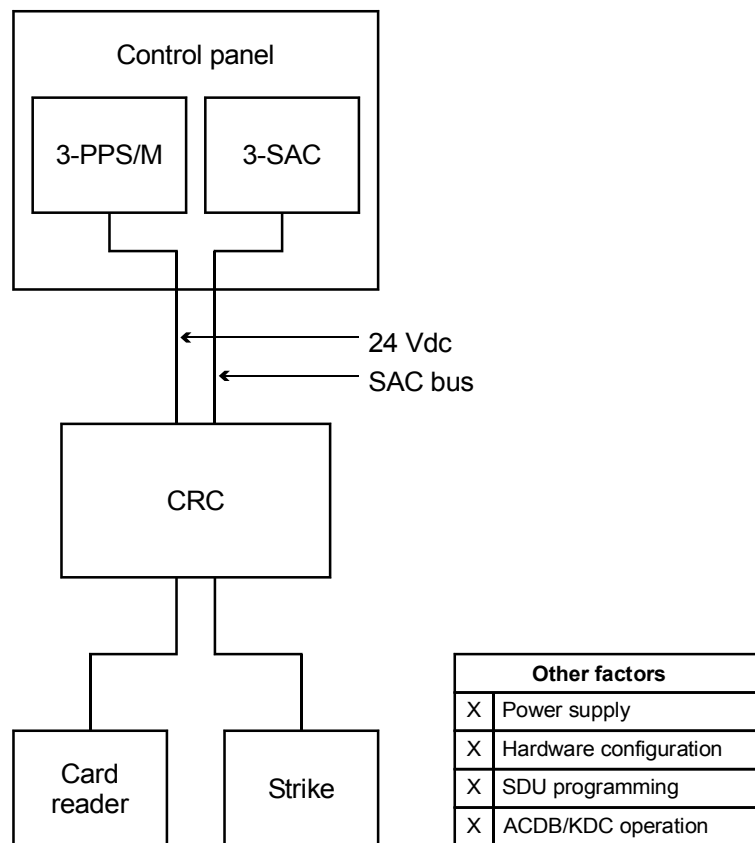 Control panel
3-PPS/M
3-SAC
24 Vdc
SAC bus
CRC
Card
reader
Strike
Other factors
X Power supply
X Hardware configuration
X SDU programming
X ACDB/KDC operation